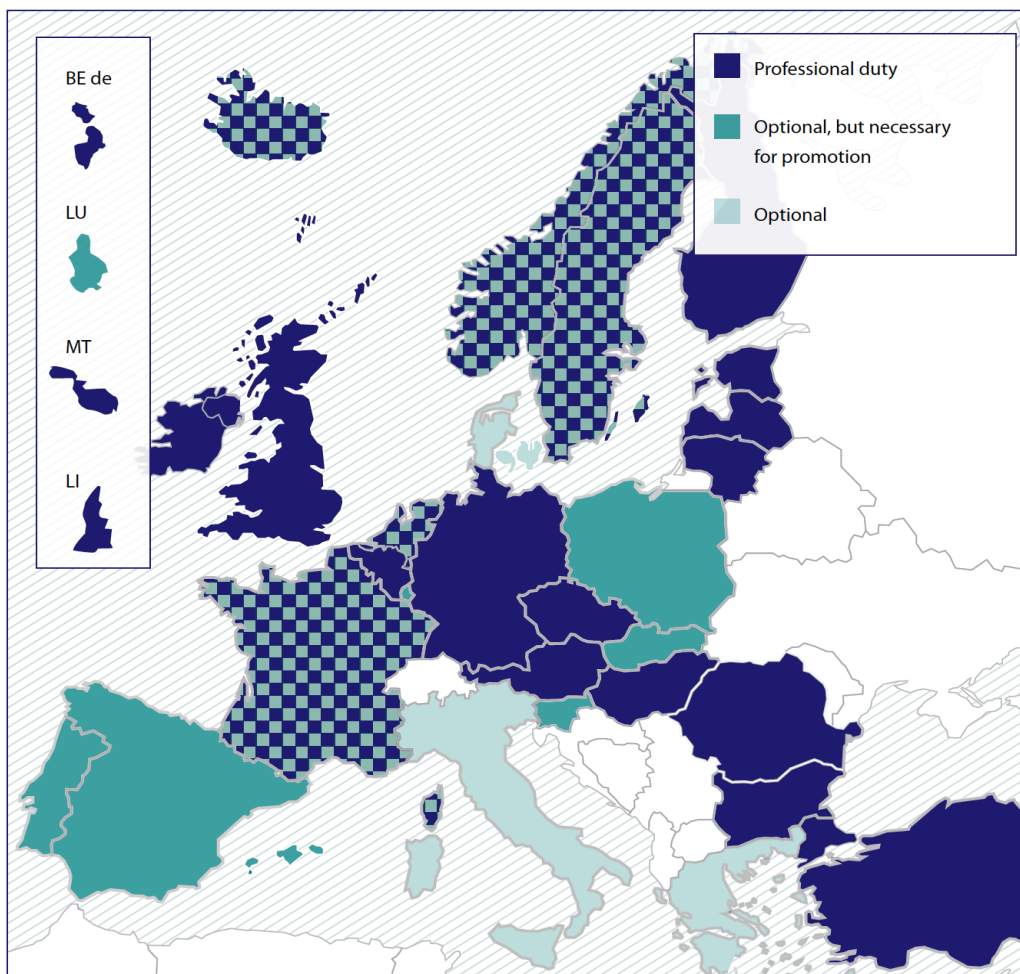 BE de
LU
MT
LI
Professional duty
Optional, but necessary
for promotion
Optional